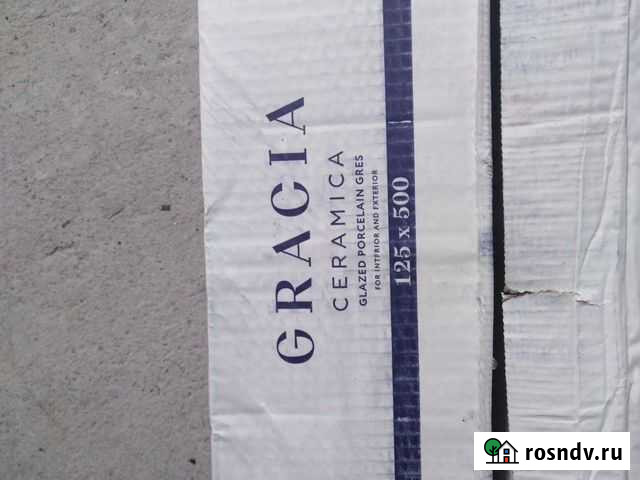 GRACIA
CERAMICA
GLAZED PORCELAIN GRES
FOR INTERIOR AND EXTERIOR
125 x 500
rosndv.ru